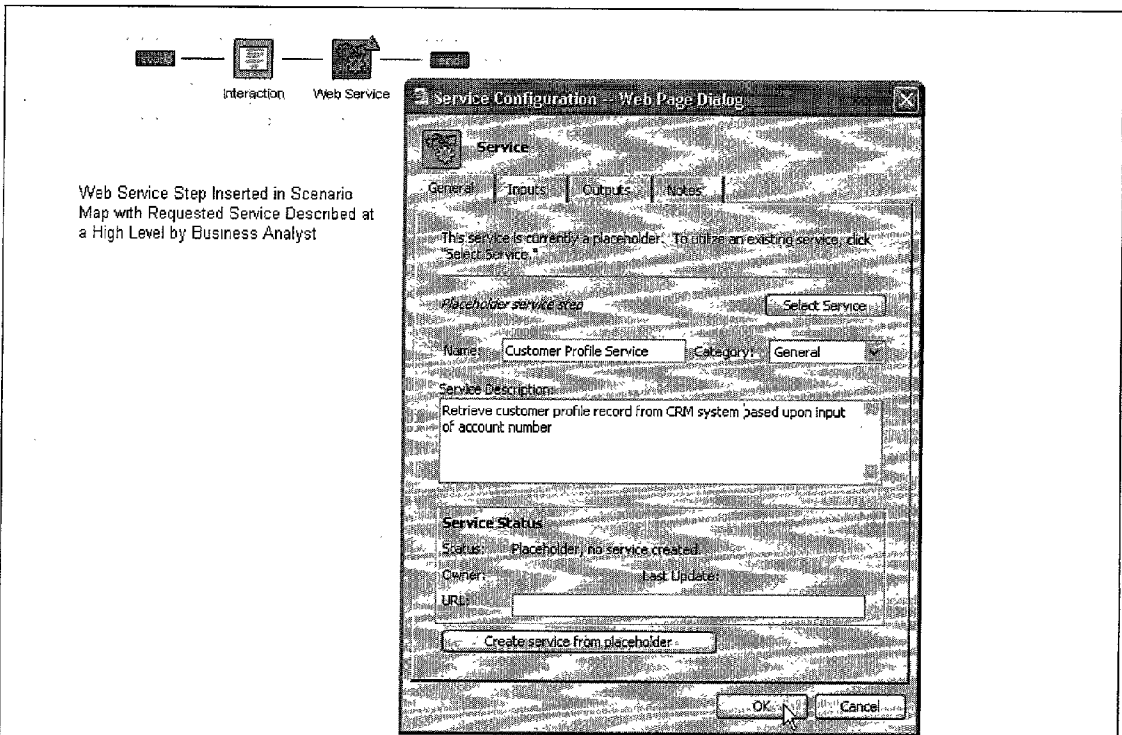 Interaction
Web Service
Service Configuration -- Web Page Dialog
Service
General Inputs Outputs Notes
Web Service Step Inserted in Scenario
Map with Requested Service Described at
a High Level by Business Analyst
This service is currently a placeholder. To utilize an existing service, click
"Select Service."
Placeholder service step
Select Service
Name: Customer Profile Service Category: General
Service Description:
Retrieve customer profile record from CRM system based upon input
of account number
Service Status
Status: Placeholder, no service created.
Owner: Last Update:
URL:
Create service from placeholder
OK Cancel